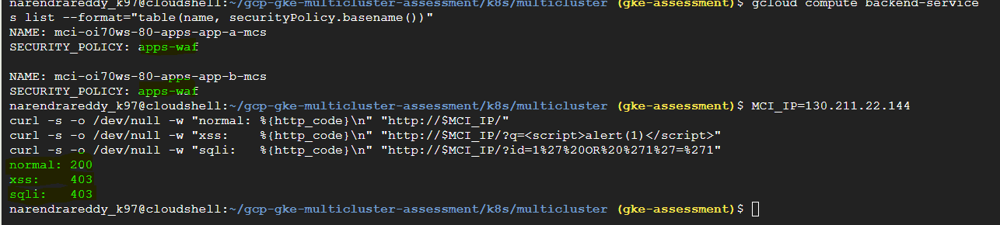 narendrareddy_k97@cloudshell:~/gcp-gke-multicluster-assessment/k8s/multicluster (gke-assessment)$ gcloud compute backend-service
s list --format="table(name, securityPolicy.basename())"
NAME: mci-oi70ws-80-apps-app-a-mcs
SECURITY_POLICY: apps-waf
NAME: mci-oi70ws-80-apps-app-b-mcs
SECURITY_POLICY: apps-waf
narendrareddy_k97@cloudshell:~/gcp-gke-multicluster-assessment/k8s/multicluster (gke-assessment)$ MCI_IP=130.211.22.144
curl -s -o /dev/null -w "normal: %{http_code}\n" "http://$MCI_IP/"
curl -s -o /dev/null -w "xss:    %{http_code}\n" "http://$MCI_IP/?q=<script>alert(1)</script>"
curl -s -o /dev/null -w "sqli:   %{http_code}\n" "http://$MCI_IP/?id=1%27%20OR%20%271%27=%271"
normal: 200
xss:    403
sqli:   403
narendrareddy_k97@cloudshell:~/gcp-gke-multicluster-assessment/k8s/multicluster (gke-assessment)$